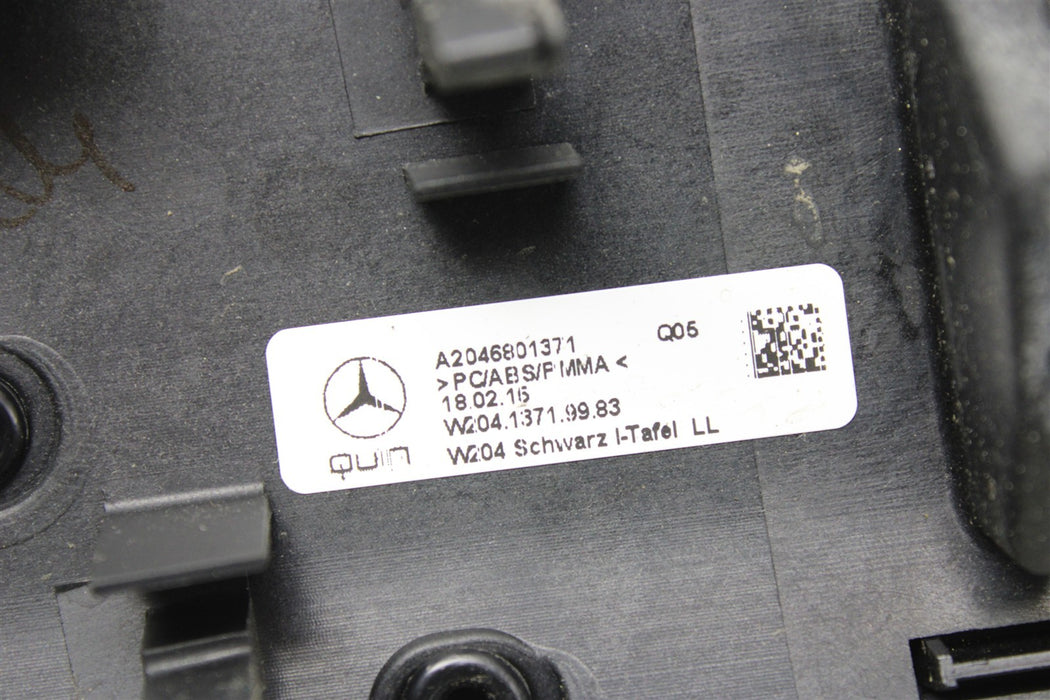 A2046801371 Q05
>PC/ABS/PMMA<
18.02.15
W204.1371.99.83
QUIN W204 Schwarz I-Tafel LL